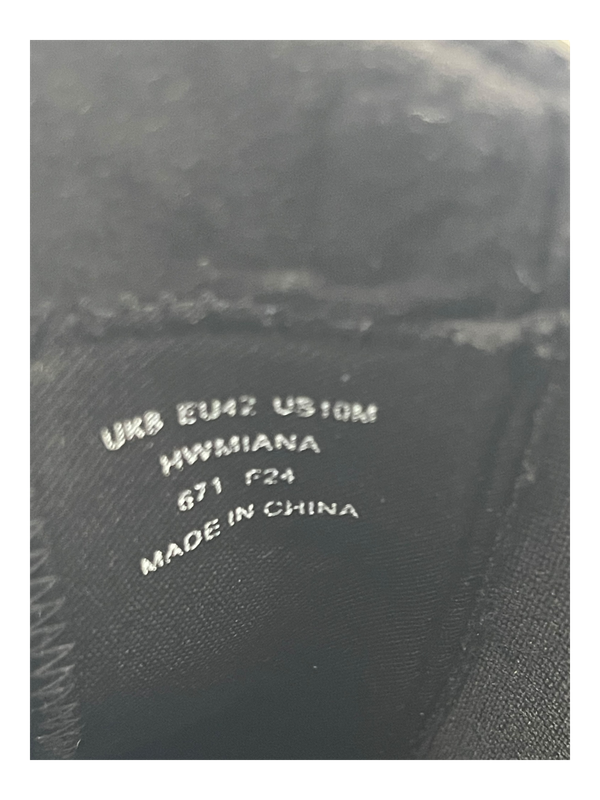 UK8 EU42 US10M
HWMIANA
671 F24
MADE IN CHINA